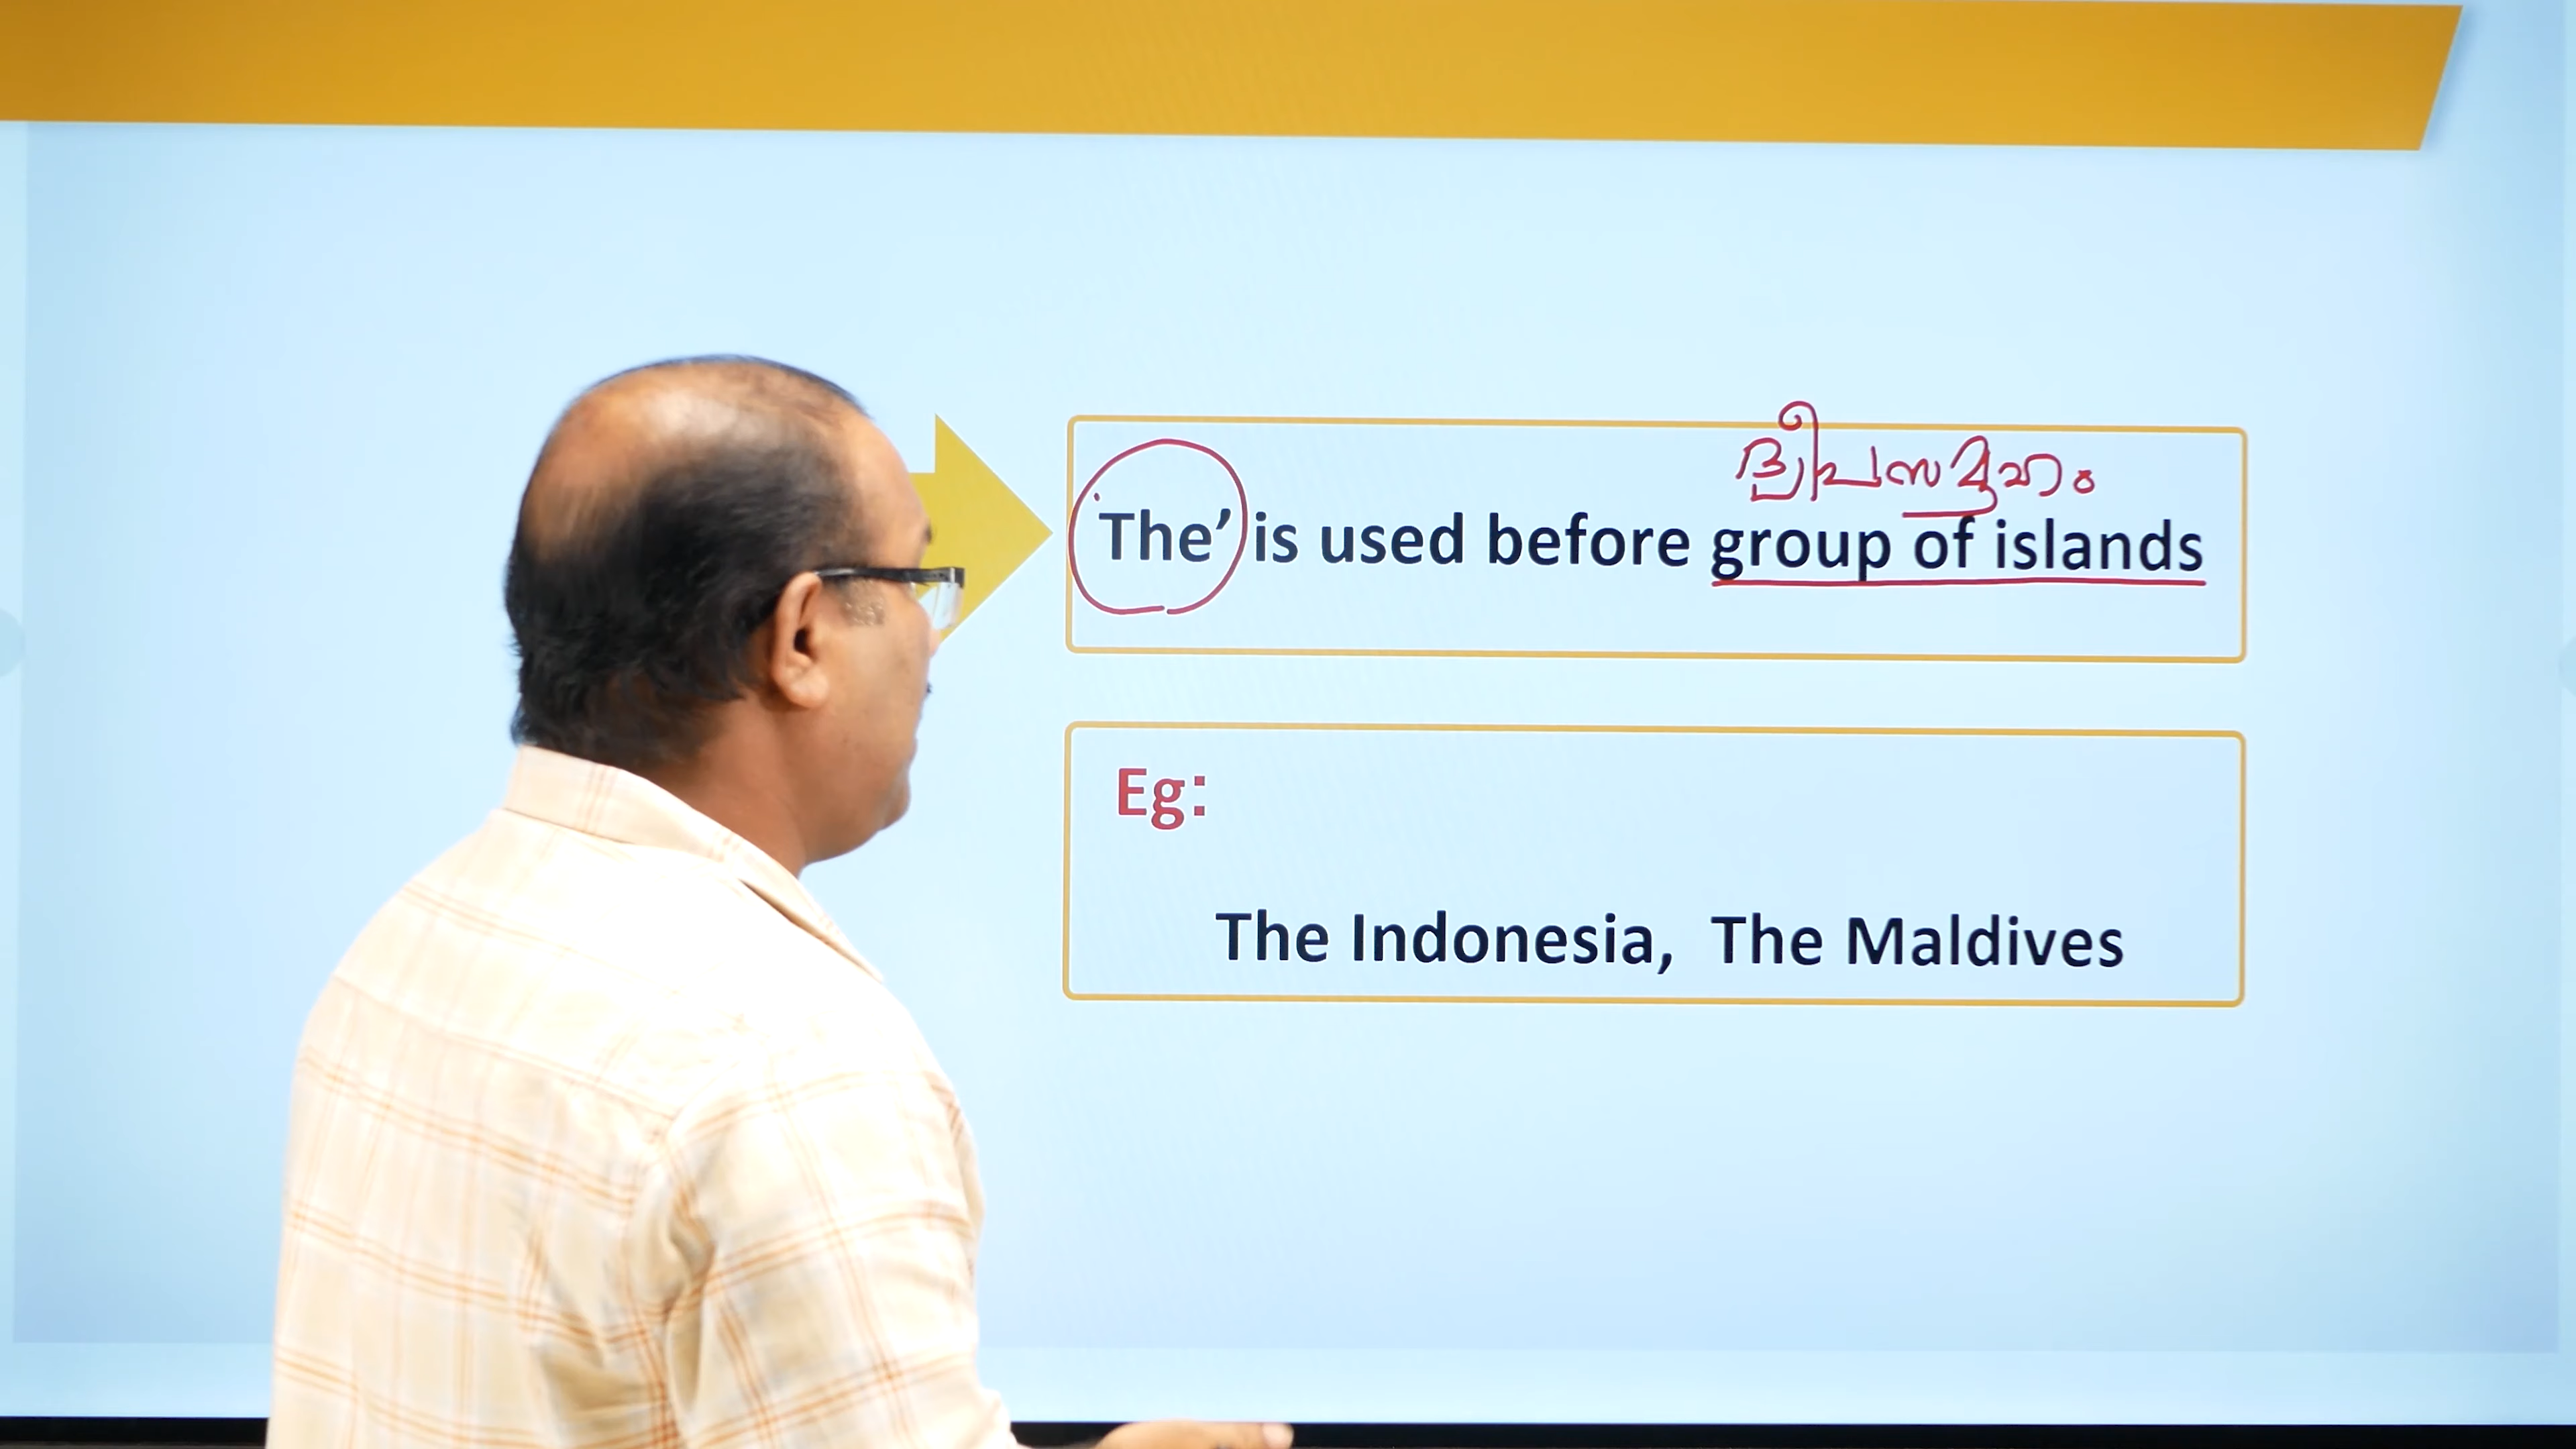 ദ്വീപസമൂഹം
The’ is used before group of islands
Eg:
The Indonesia, The Maldives